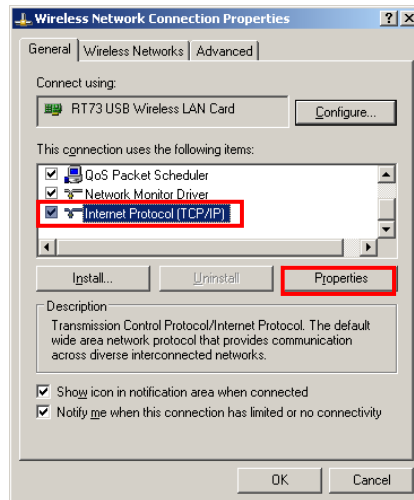 Wireless Network Connection Properties
General Wireless Networks Advanced
Connect using:
RT73 USB Wireless LAN Card
Configure...
This connection uses the following items:
QoS Packet Scheduler
Network Monitor Driver
Internet Protocol (TCP/IP)
Install... Uninstall Properties
Description
Transmission Control Protocol/Internet Protocol. The default
wide area network protocol that provides communication
across diverse interconnected networks.
Show icon in notification area when connected
Notify me when this connection has limited or no connectivity
OK Cancel